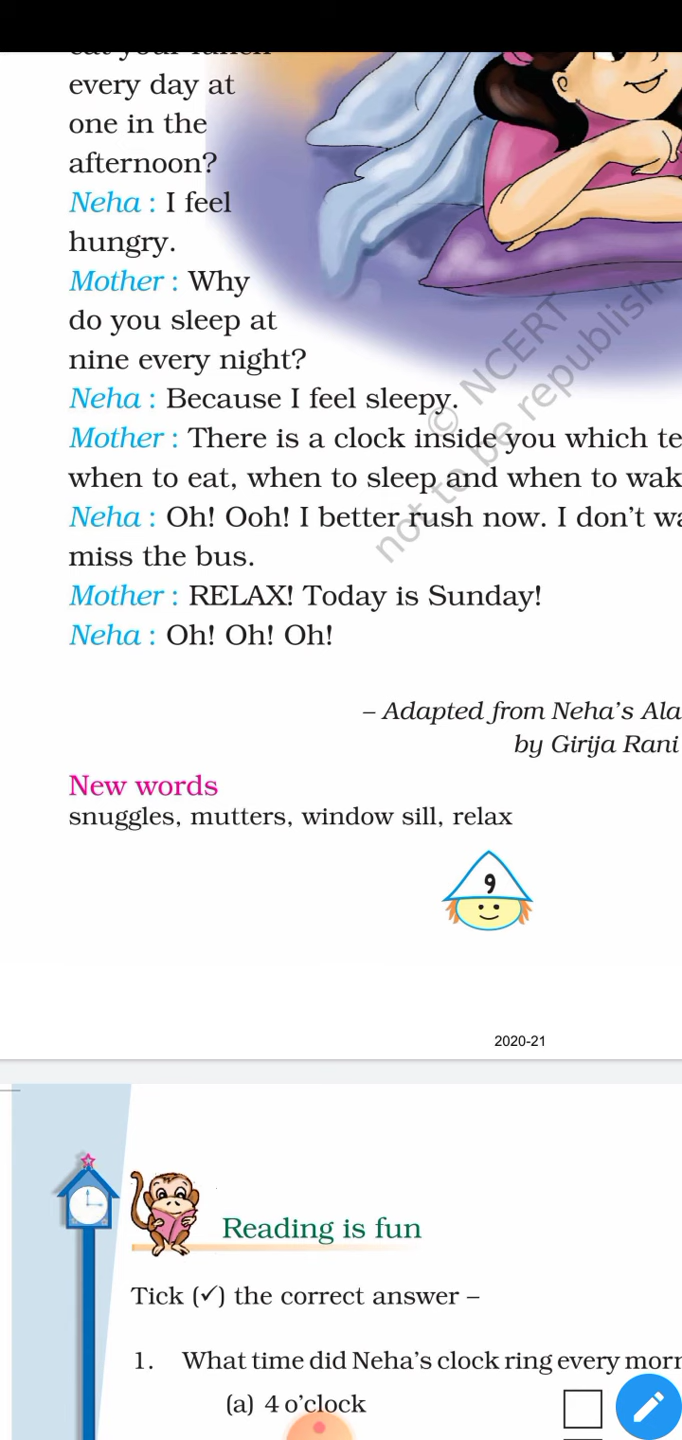 every day at
one in the
afternoon?
Neha : I feel
hungry.
Mother : Why
do you sleep at
nine every night?
Neha : Because I feel sleepy.
Mother : There is a clock inside you which te
when to eat, when to sleep and when to wak
Neha : Oh! Ooh! I better rush now. I don't wa
miss the bus.
Mother : RELAX! Today is Sunday!
Neha : Oh! Oh! Oh!
– Adapted from Neha's Ala
by Girija Rani
New words
snuggles, mutters, window sill, relax
9
2020-21
© NCERT
not to be republish
Reading is fun
Tick (✓) the correct answer –
1. What time did Neha's clock ring every morn
(a) 4 o'clock